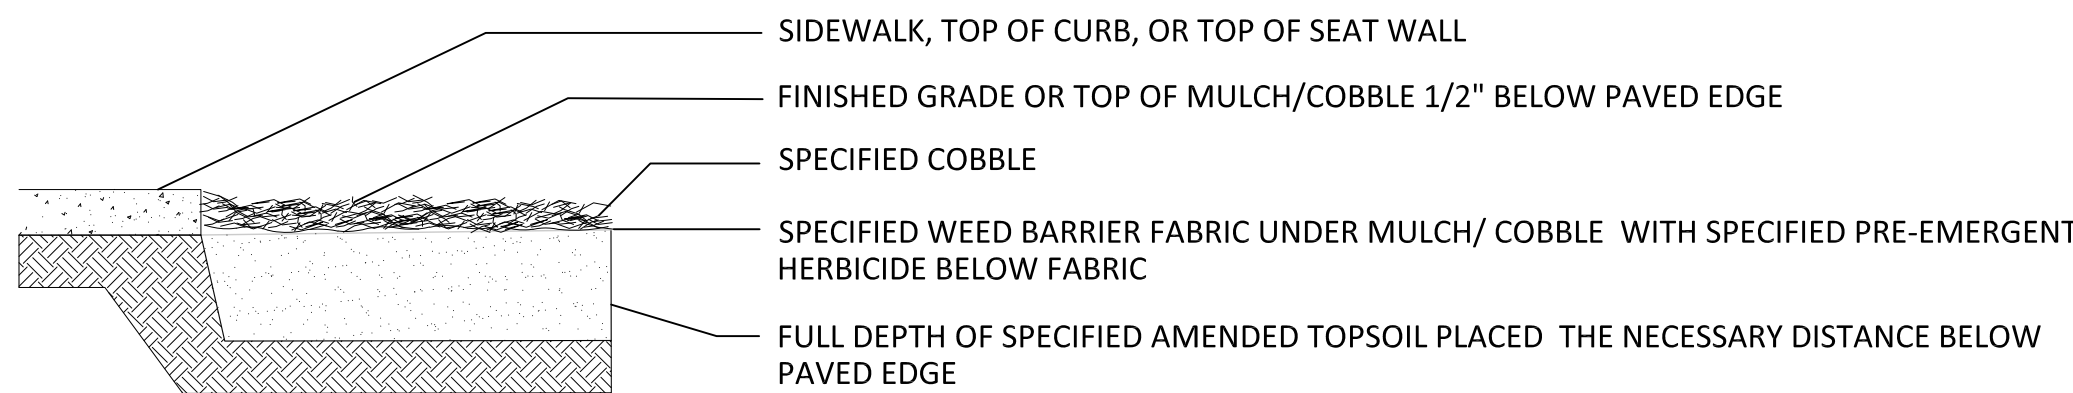 SIDEWALK, TOP OF CURB, OR TOP OF SEAT WALL
FINISHED GRADE OR TOP OF MULCH/COBBLE 1/2" BELOW PAVED EDGE
SPECIFIED COBBLE
SPECIFIED WEED BARRIER FABRIC UNDER MULCH/ COBBLE  WITH SPECIFIED PRE-EMERGENT
HERBICIDE BELOW FABRIC
FULL DEPTH OF SPECIFIED AMENDED TOPSOIL PLACED  THE NECESSARY DISTANCE BELOW
PAVED EDGE